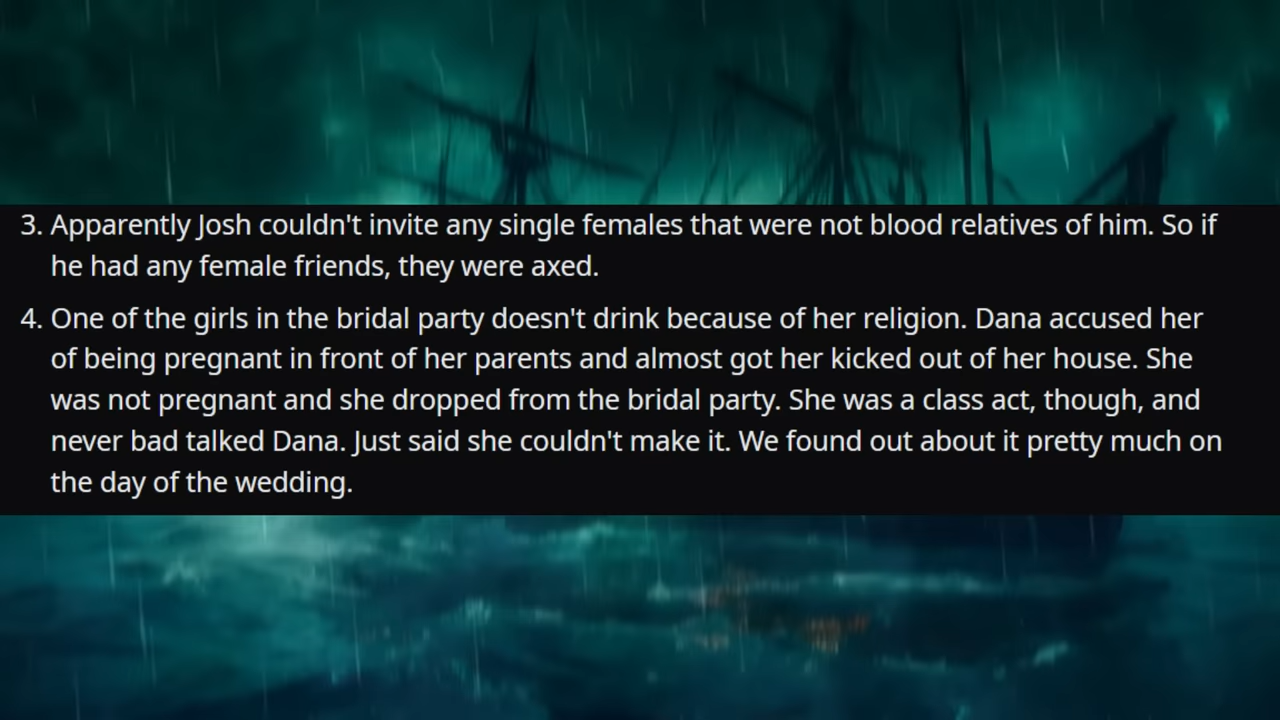 3. Apparently Josh couldn't invite any single females that were not blood relatives of him. So if
he had any female friends, they were axed.
4. One of the girls in the bridal party doesn't drink because of her religion. Dana accused her
of being pregnant in front of her parents and almost got her kicked out of her house. She
was not pregnant and she dropped from the bridal party. She was a class act, though, and
never bad talked Dana. Just said she couldn't make it. We found out about it pretty much on
the day of the wedding.